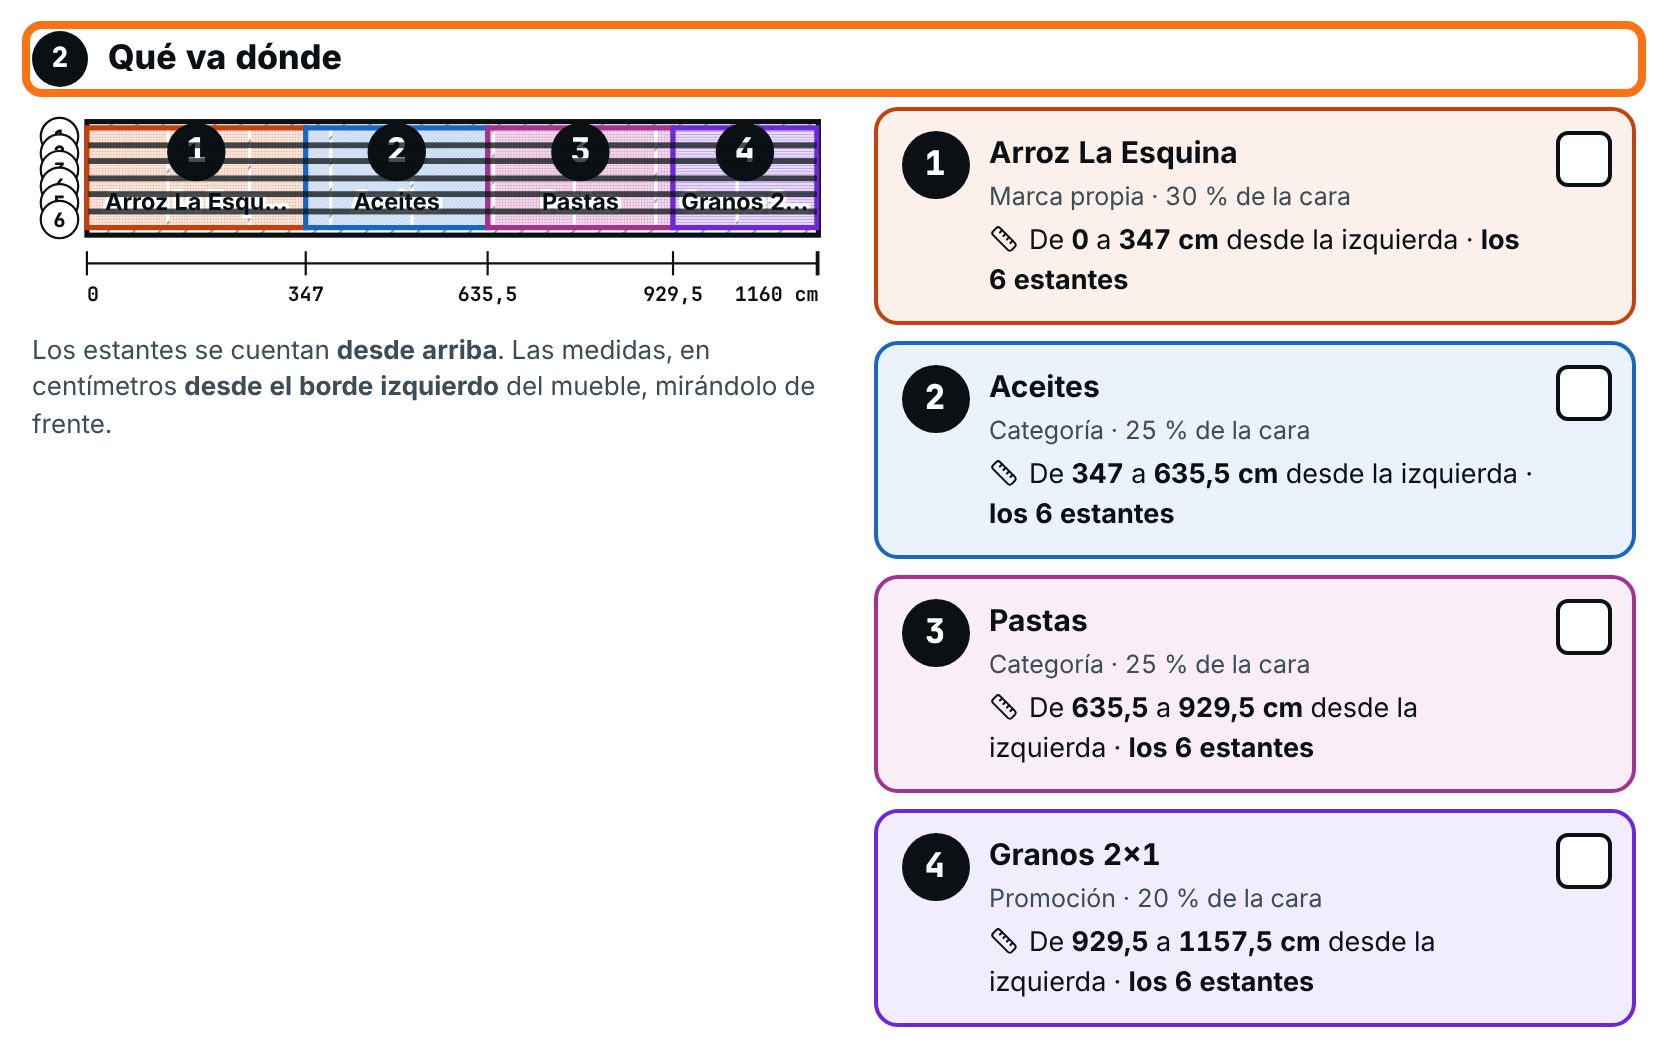 2 Qué va dónde
1 2 3 4
Arroz La Esqu... Aceites Pastas Granos 2...
6
0 347 635,5 929,5 1160 cm
Los estantes se cuentan desde arriba. Las medidas, en
centímetros desde el borde izquierdo del mueble, mirándolo de
frente.
1 Arroz La Esquina
Marca propia · 30 % de la cara
De 0 a 347 cm desde la izquierda · los
6 estantes
2 Aceites
Categoría · 25 % de la cara
De 347 a 635,5 cm desde la izquierda ·
los 6 estantes
3 Pastas
Categoría · 25 % de la cara
De 635,5 a 929,5 cm desde la
izquierda · los 6 estantes
4 Granos 2×1
Promoción · 20 % de la cara
De 929,5 a 1157,5 cm desde la
izquierda · los 6 estantes